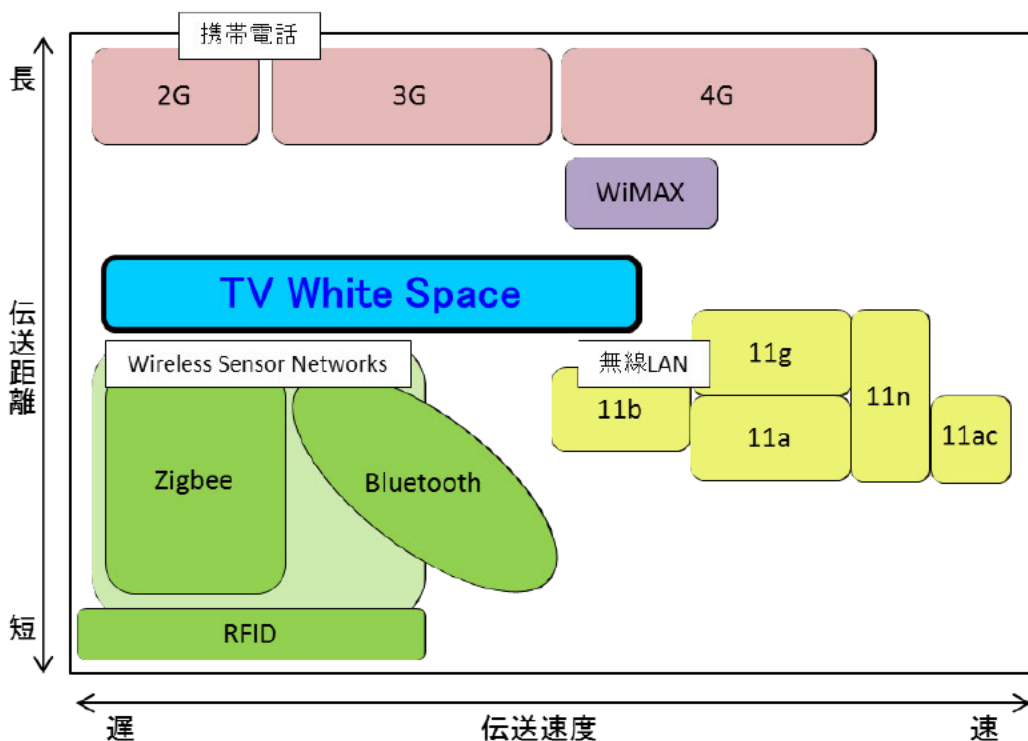 携帯電話
長
2G
3G
4G
WiMAX
TV White Space
伝送距離
Wireless Sensor Networks
無線LAN
11g
11b
11n
11a
11ac
Zigbee
Bluetooth
短
RFID
遅
伝送速度
速